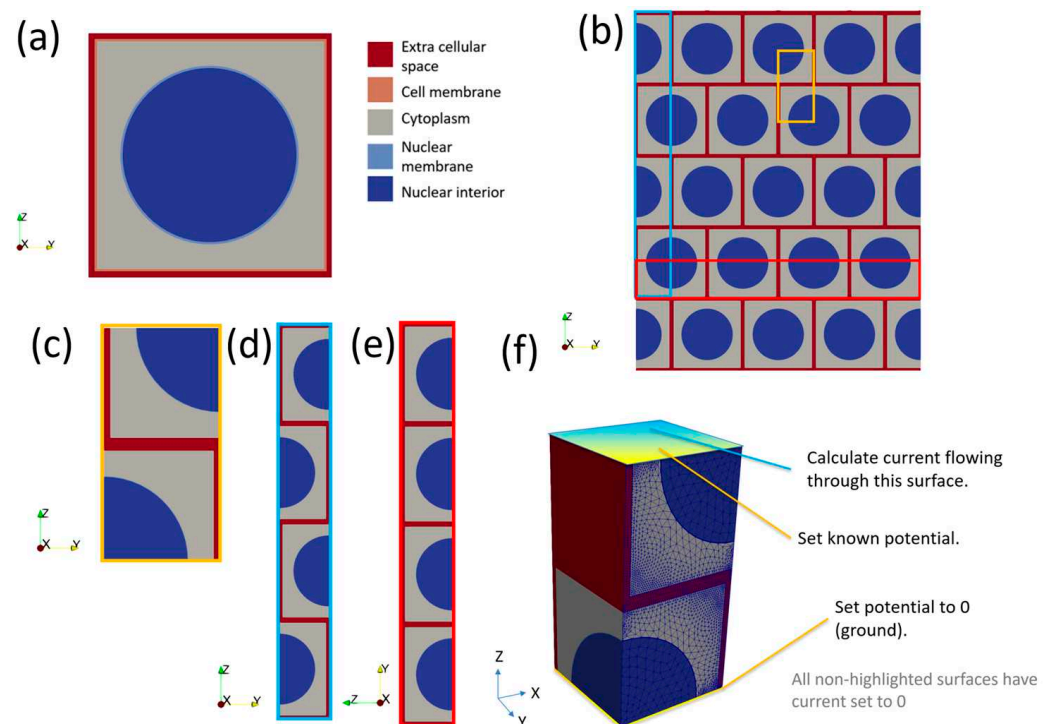 (a)
Extra cellular
space
Cell membrane
Cytoplasm
Nuclear
membrane
Nuclear interior
Z
X
Y
(b)
Z
X
Y
(c)
Z
X
Y
(d)
Z
X
Y
(e)
Y
Z
X
(f)
Calculate current flowing
through this surface.
Set known potential.
Set potential to 0
(ground).
All non-highlighted surfaces have
current set to 0
Z
X
Y